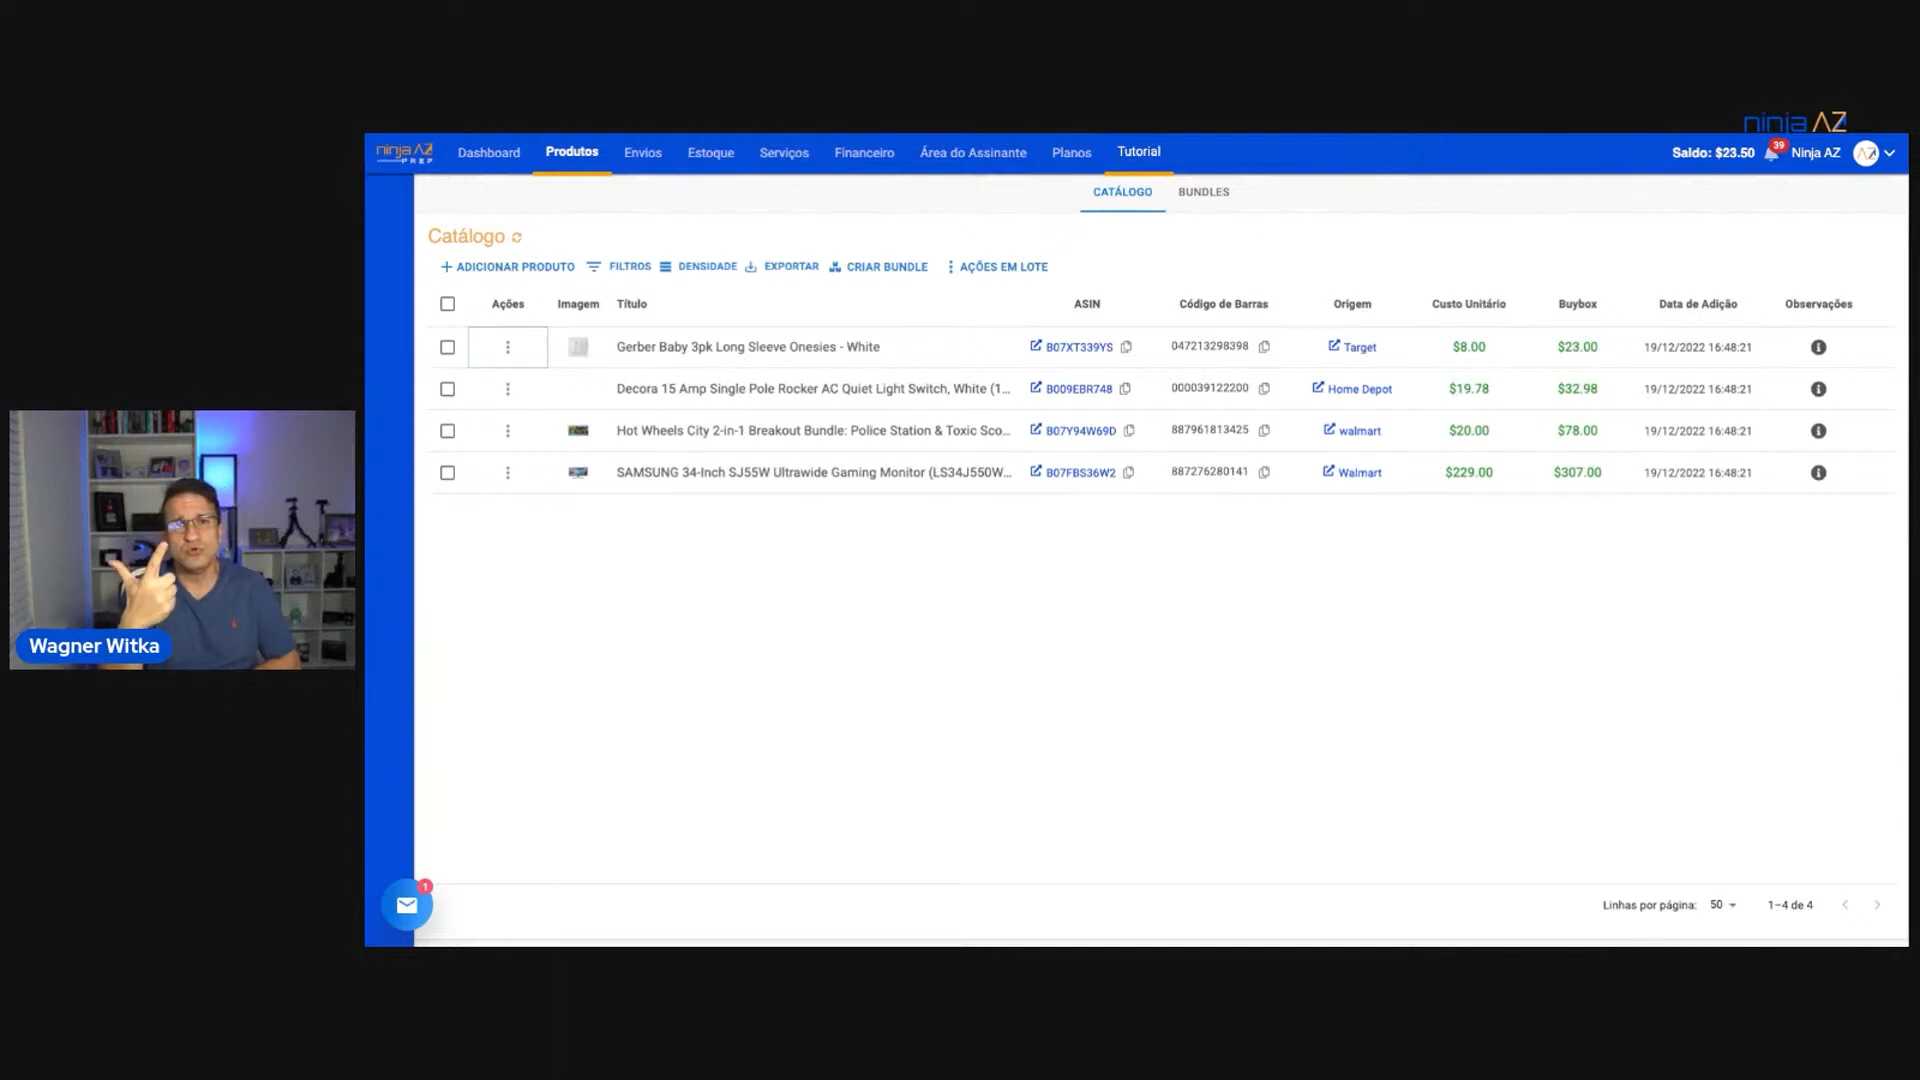 ninja AZ
ninja AZ PREP
Dashboard Produtos Envios Estoque Serviços Financeiro Área do Assinante Planos Tutorial Saldo: $23.50 39 Ninja AZ AZ
CATÁLOGO BUNDLES
Catálogo
ADICIONAR PRODUTO FILTROS DENSIDADE EXPORTAR CRIAR BUNDLE AÇÕES EM LOTE
Ações Imagem Título ASIN Código de Barras Origem Custo Unitário Buybox Data de Adição Observações
Gerber Baby 3pk Long Sleeve Onesies - White B07XT339YS 047213298398 Target $8.00 $23.00 19/12/2022 16:48:21
Decora 15 Amp Single Pole Rocker AC Quiet Light Switch, White (1... B009EBR748 000039122200 Home Depot $19.78 $32.98 19/12/2022 16:48:21
Hot Wheels City 2-in-1 Breakout Bundle: Police Station & Toxic Sco... B07Y94W69D 887961813425 walmart $20.00 $78.00 19/12/2022 16:48:21
SAMSUNG 34-Inch SJ55W Ultrawide Gaming Monitor (LS34J550W... B07FBS36W2 887276280141 Walmart $229.00 $307.00 19/12/2022 16:48:21
Wagner Witka
1
Linhas por página: 50 1–4 de 4